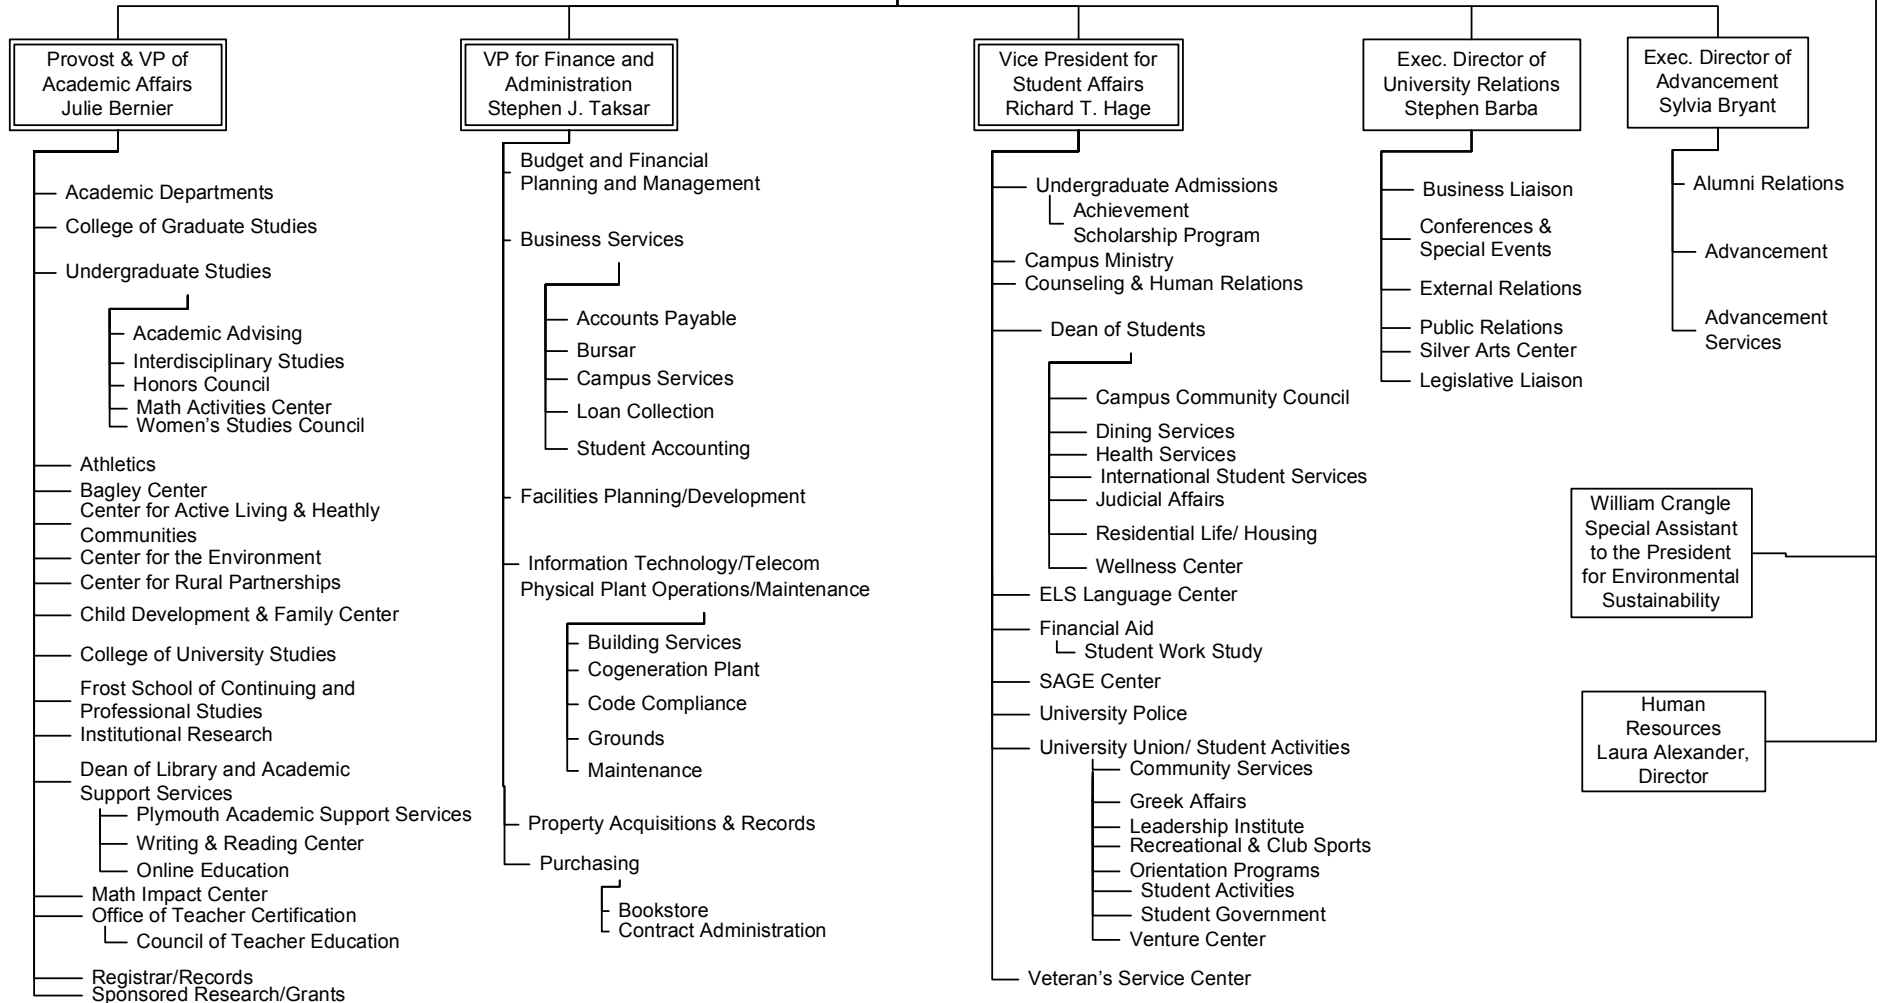 Provost & VP of
Academic Affairs
Julie Bernier
Academic Departments
College of Graduate Studies
Undergraduate Studies
Academic Advising
Interdisciplinary Studies
Honors Council
Math Activities Center
Women's Studies Council
Athletics
Bagley Center
Center for Active Living & Heathly
Communities
Center for the Environment
Center for Rural Partnerships
Child Development & Family Center
College of University Studies
Frost School of Continuing and
Professional Studies
Institutional Research
Dean of Library and Academic
Support Services
Plymouth Academic Support Services
Writing & Reading Center
Online Education
Math Impact Center
Office of Teacher Certification
Council of Teacher Education
Registrar/Records
Sponsored Research/Grants
VP for Finance and
Administration
Stephen J. Taksar
Budget and Financial
Planning and Management
Business Services
Accounts Payable
Bursar
Campus Services
Loan Collection
Student Accounting
Facilities Planning/Development
Information Technology/Telecom
Physical Plant Operations/Maintenance
Building Services
Cogeneration Plant
Code Compliance
Grounds
Maintenance
Property Acquisitions & Records
Purchasing
Bookstore
Contract Administration
Vice President for
Student Affairs
Richard T. Hage
Undergraduate Admissions
Achievement
Scholarship Program
Campus Ministry
Counseling & Human Relations
Dean of Students
Campus Community Council
Dining Services
Health Services
International Student Services
Judicial Affairs
Residential Life/ Housing
Wellness Center
ELS Language Center
Financial Aid
Student Work Study
SAGE Center
University Police
University Union/ Student Activities
Community Services
Greek Affairs
Leadership Institute
Recreational & Club Sports
Orientation Programs
Student Activities
Student Government
Venture Center
Veteran's Service Center
Exec. Director of
University Relations
Stephen Barba
Business Liaison
Conferences &
Special Events
External Relations
Public Relations
Silver Arts Center
Legislative Liaison
Exec. Director of
Advancement
Sylvia Bryant
Alumni Relations
Advancement
Advancement
Services
William Crangle
Special Assistant
to the President
for Environmental
Sustainability
Human
Resources
Laura Alexander,
Director